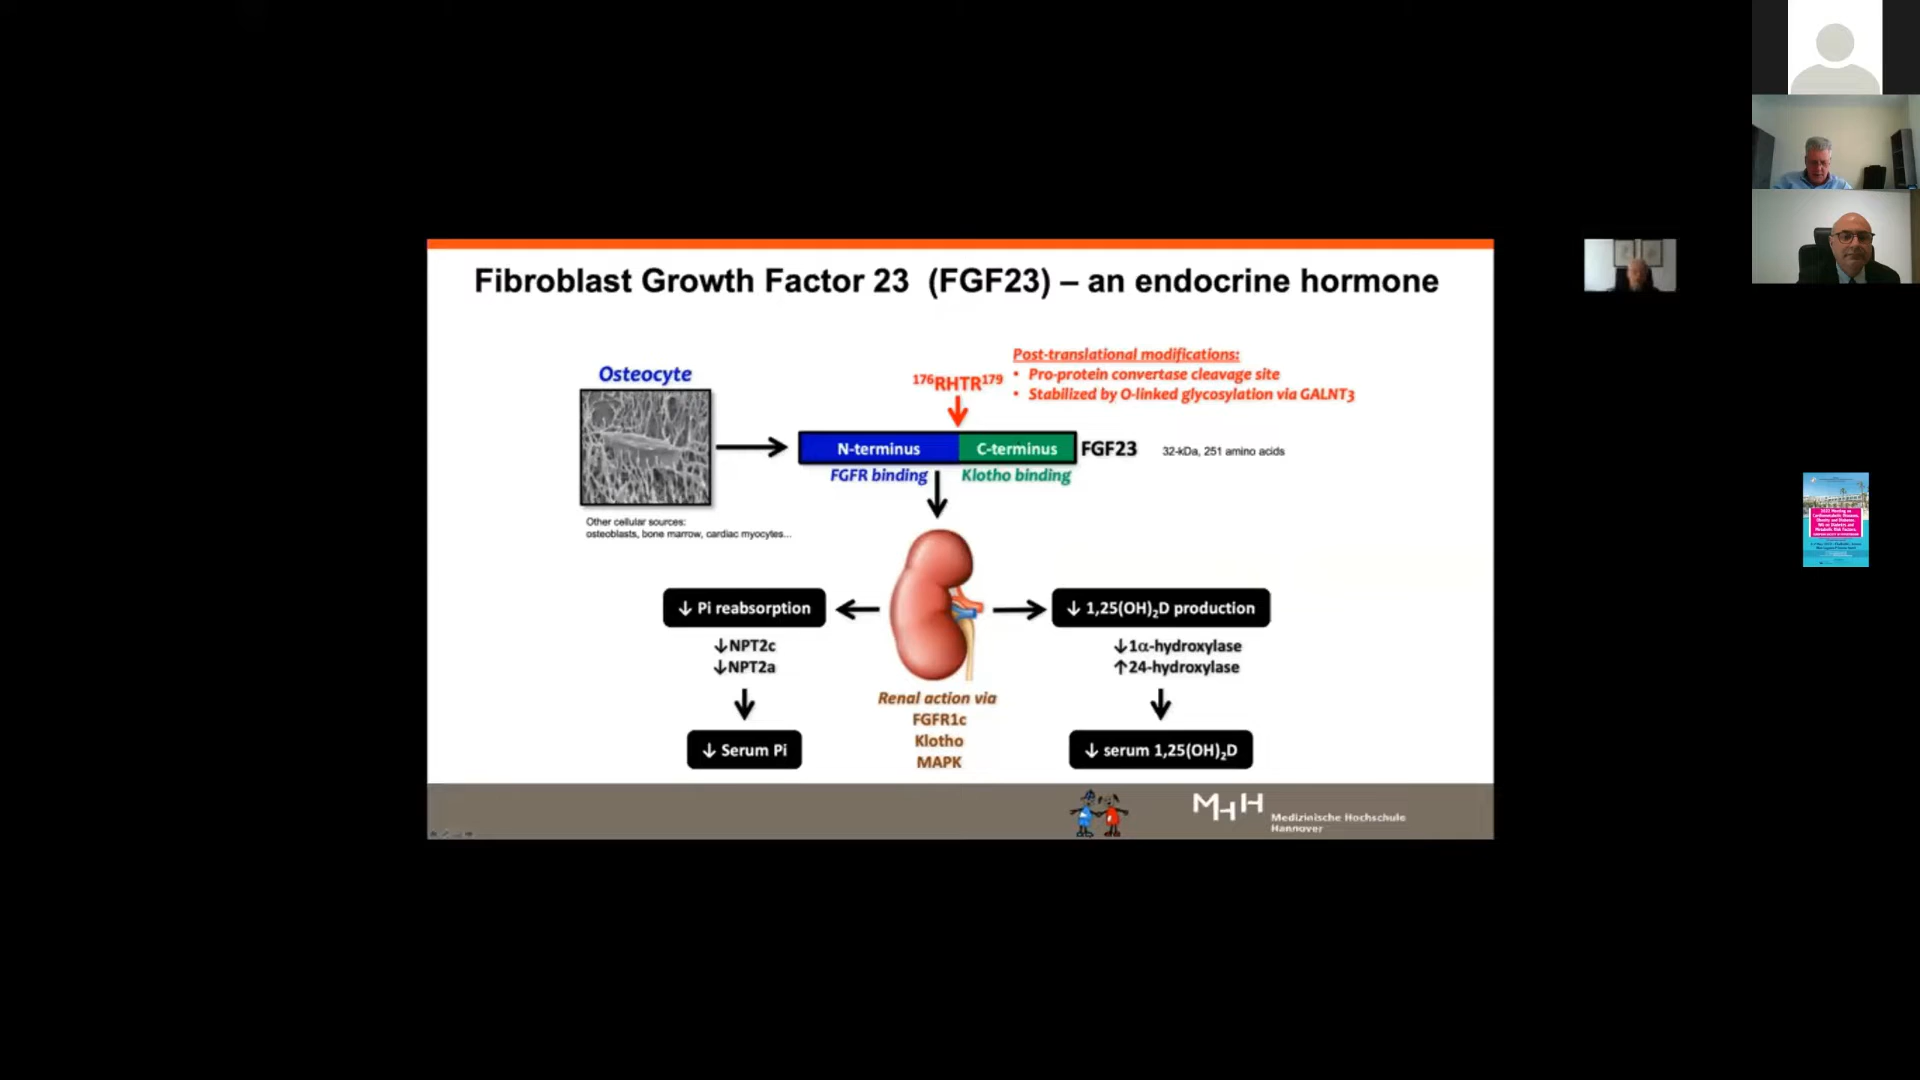 Fibroblast Growth Factor 23 (FGF23) – an endocrine hormone
Post-translational modifications:
• Pro-protein convertase cleavage site
• Stabilized by O-linked glycosylation via GALNT3
Osteocyte
¹⁷⁶RHTR¹⁷⁹
N-terminus
C-terminus
FGF23
32-kDa, 251 amino acids
FGFR binding
Klotho binding
Other cellular sources:
osteoblasts, bone marrow, cardiac myocytes...
↓ Pi reabsorption
↓ 1,25(OH)₂D production
↓NPT2c
↓NPT2a
↓1α-hydroxylase
↑24-hydroxylase
Renal action via
FGFR1c
Klotho
MAPK
↓ Serum Pi
↓ serum 1,25(OH)₂D
MHH
Medizinische Hochschule
Hannover